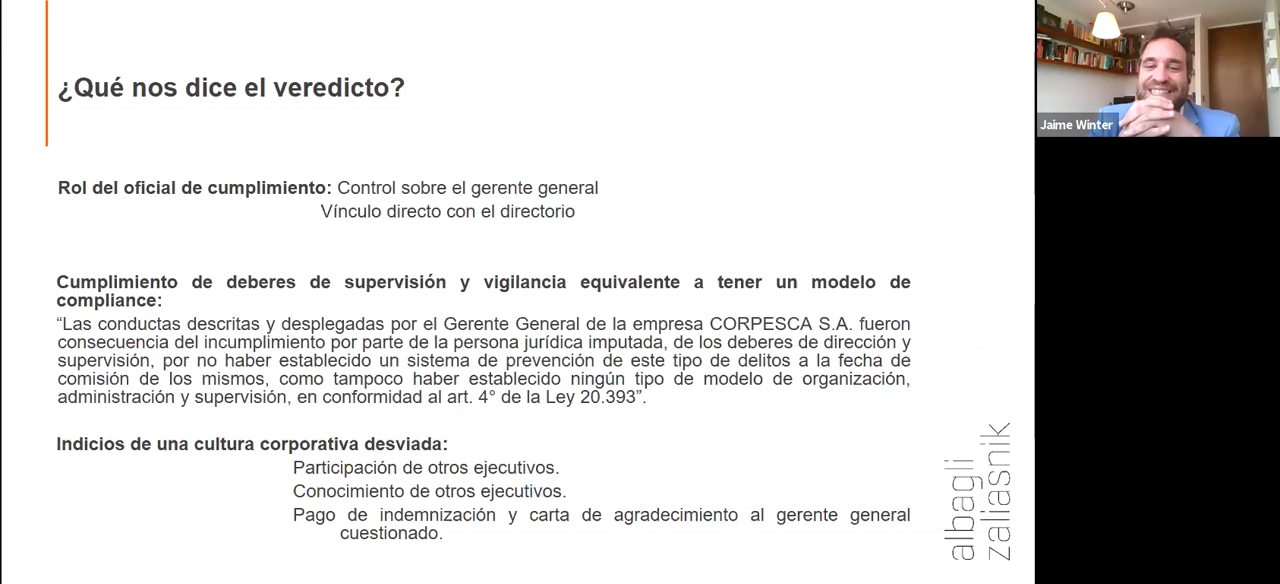 ¿Qué nos dice el veredicto?
Rol del oficial de cumplimiento: Control sobre el gerente general
Vínculo directo con el directorio
Cumplimiento de deberes de supervisión y vigilancia equivalente a tener un modelo de
compliance:
“Las conductas descritas y desplegadas por el Gerente General de la empresa CORPESCA S.A. fueron
consecuencia del incumplimiento por parte de la persona jurídica imputada, de los deberes de dirección y
supervisión, por no haber establecido un sistema de prevención de este tipo de delitos a la fecha de
comisión de los mismos, como tampoco haber establecido ningún tipo de modelo de organización,
administración y supervisión, en conformidad al art. 4° de la Ley 20.393”.
Indicios de una cultura corporativa desviada:
Participación de otros ejecutivos.
Conocimiento de otros ejecutivos.
Pago de indemnización y carta de agradecimiento al gerente general
cuestionado.
albagli
zaliasnik
Jaime Winter